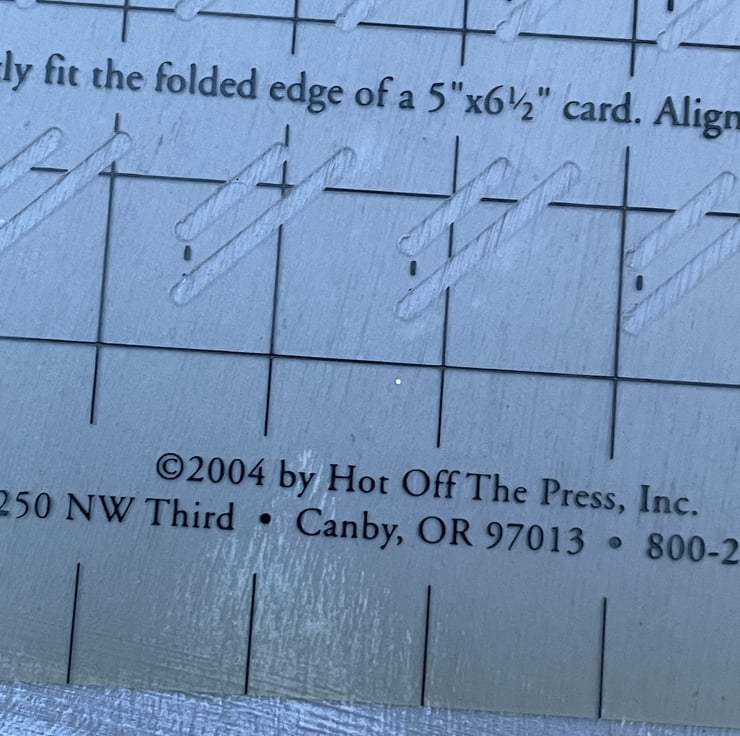 ly fit the folded edge of a 5"x6½" card. Align
©2004 by Hot Off The Press, Inc.
250 NW Third • Canby, OR 97013 • 800-2